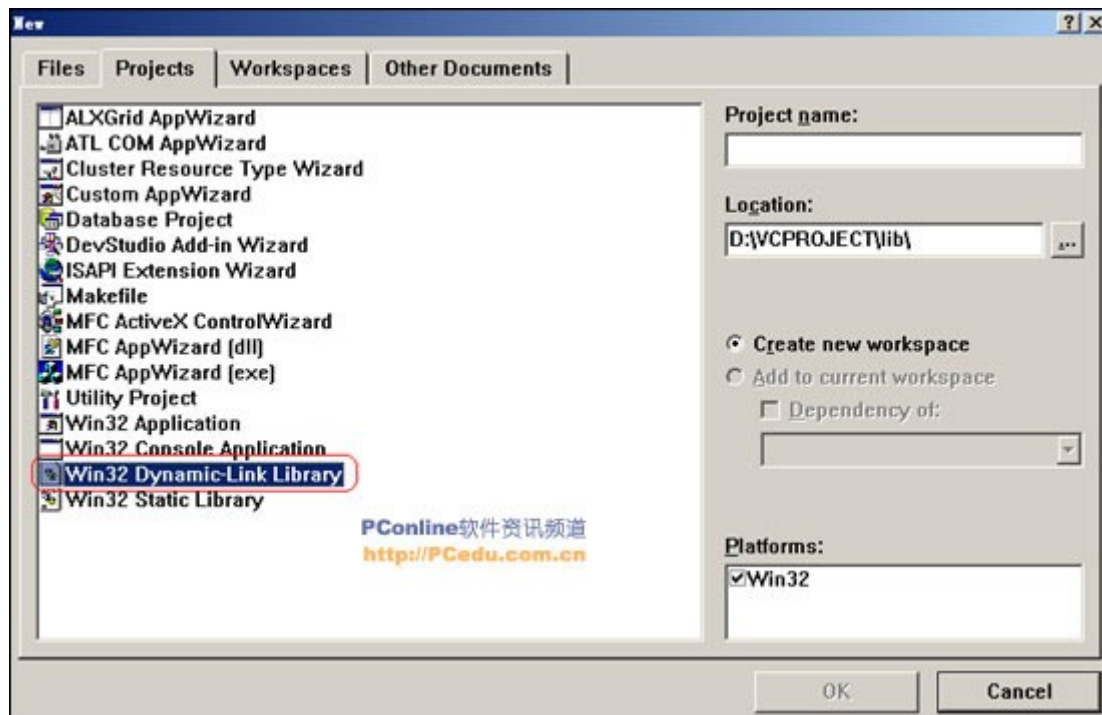 New
Files Projects Workspaces Other Documents
ALXGrid AppWizard
ATL COM AppWizard
Cluster Resource Type Wizard
Custom AppWizard
Database Project
DevStudio Add-in Wizard
ISAPI Extension Wizard
Makefile
MFC ActiveX ControlWizard
MFC AppWizard (dll)
MFC AppWizard (exe)
Utility Project
Win32 Application
Win32 Console Application
Win32 Dynamic-Link Library
Win32 Static Library
PConline软件资讯频道
http://PCedu.com.cn
Project name:
Location:
D:\VCPROJECT\lib\
...
Create new workspace
Add to current workspace
Dependency of:
Platforms:
Win32
OK Cancel